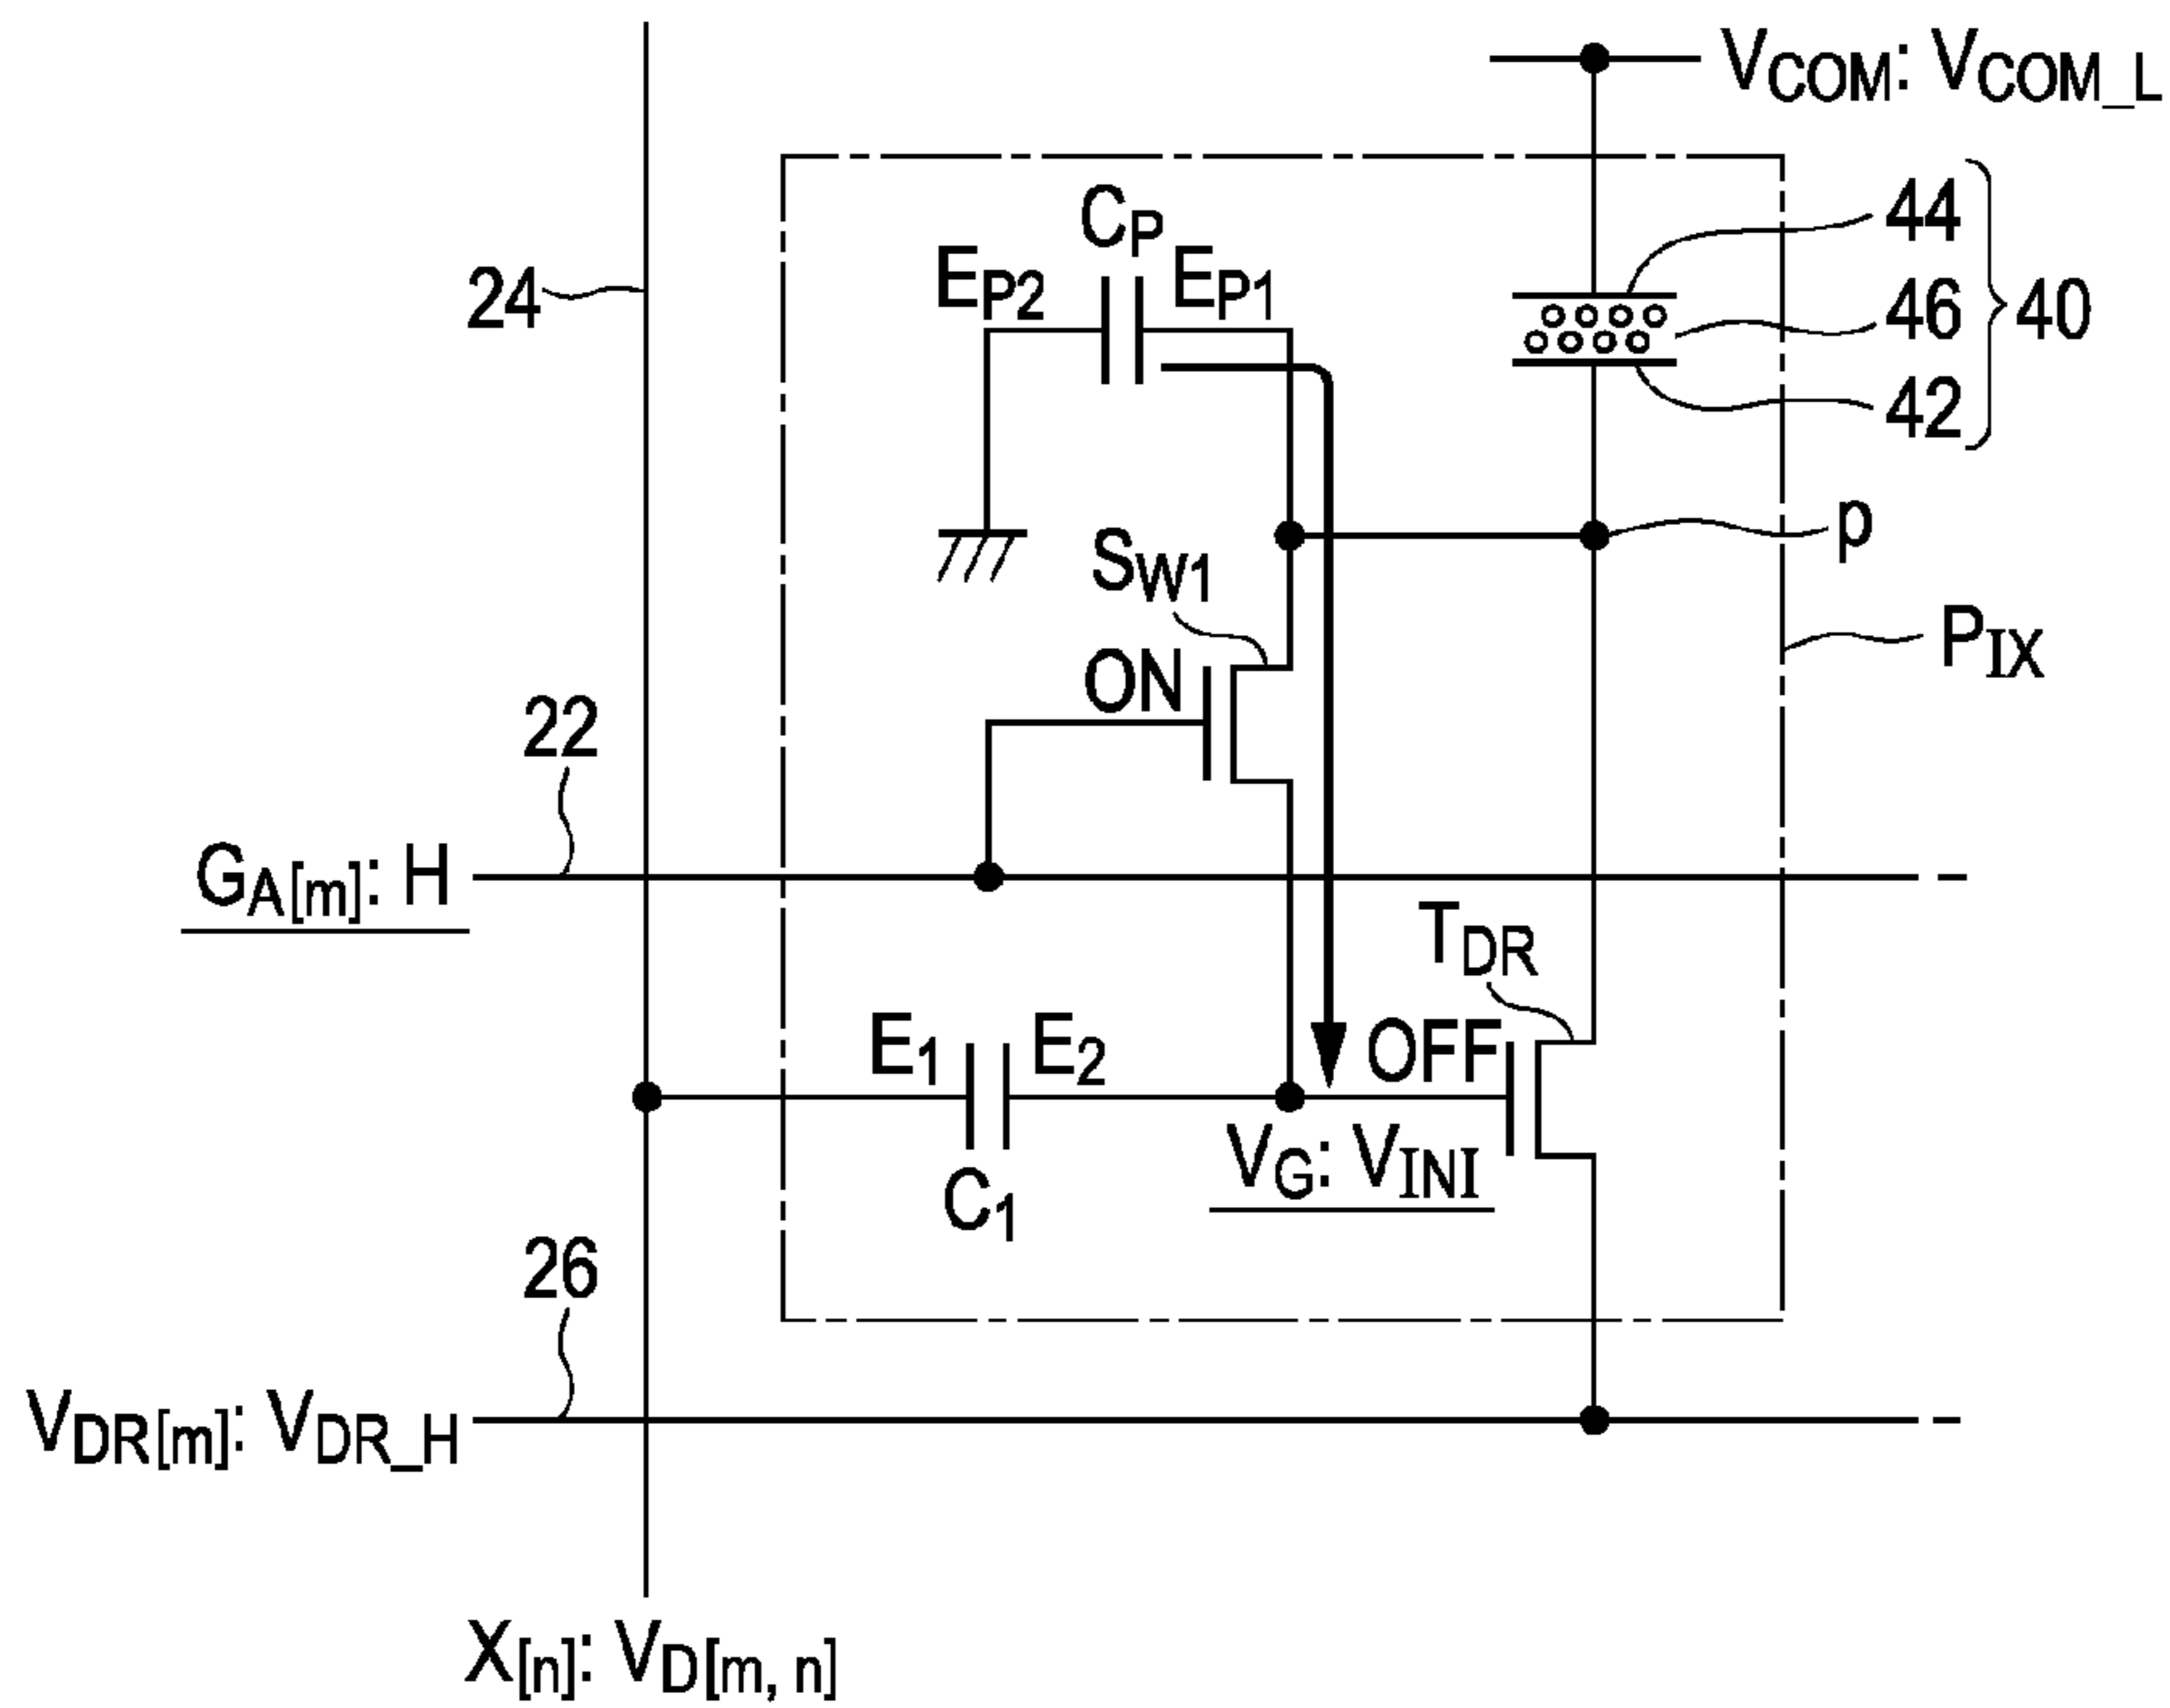 VCOM: VCOM_L
44
CP
EP2 EP1
24
46 40
42
p
SW1
PIX
ON
22
GA[m]: H
TDR
E1 E2 OFF
VG: VINI
C1
26
VDR[m]: VDR_H
X[n]: VD[m, n]